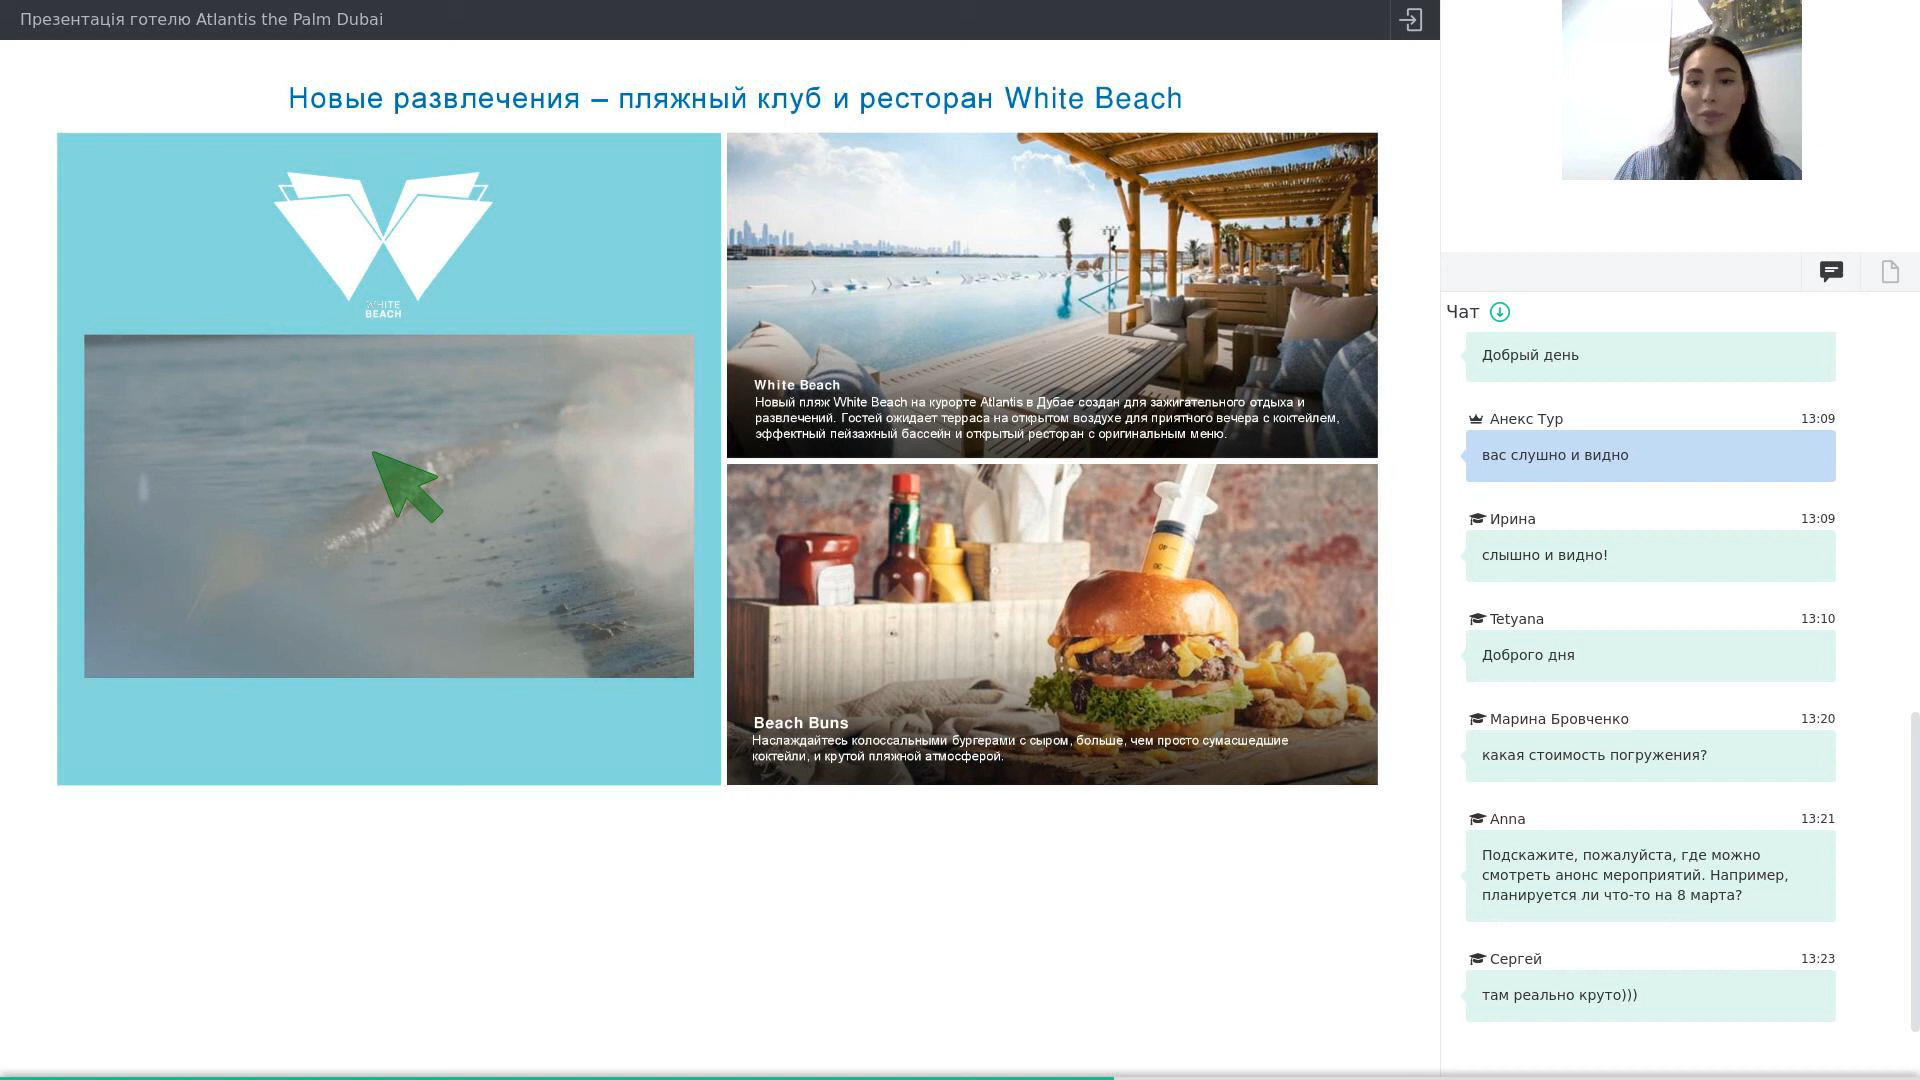 Презентація готелю Atlantis the Palm Dubai
Новые развлечения – пляжный клуб и ресторан White Beach
WHITE
BEACH
White Beach
Новый пляж White Beach на курорте Atlantis в Дубае создан для зажигательного отдыха и
развлечений. Гостей ожидает терраса на открытом воздухе для приятного вечера с коктейлем,
эффектный пейзажный бассейн и открытый ресторан с оригинальным меню.
Beach Buns
Наслаждайтесь колоссальными бургерами с сыром, больше, чем просто сумасшедшие
коктейли, и крутой пляжной атмосферой.
Чат
Добрый день
Анекс Тур 13:09
вас слушно и видно
Ирина 13:09
слышно и видно!
Tetyana 13:10
Доброго дня
Марина Бровченко 13:20
какая стоимость погружения?
Anna 13:21
Подскажите, пожалуйста, где можно
смотреть анонс мероприятий. Например,
планируется ли что-то на 8 марта?
Сергей 13:23
там реально круто)))